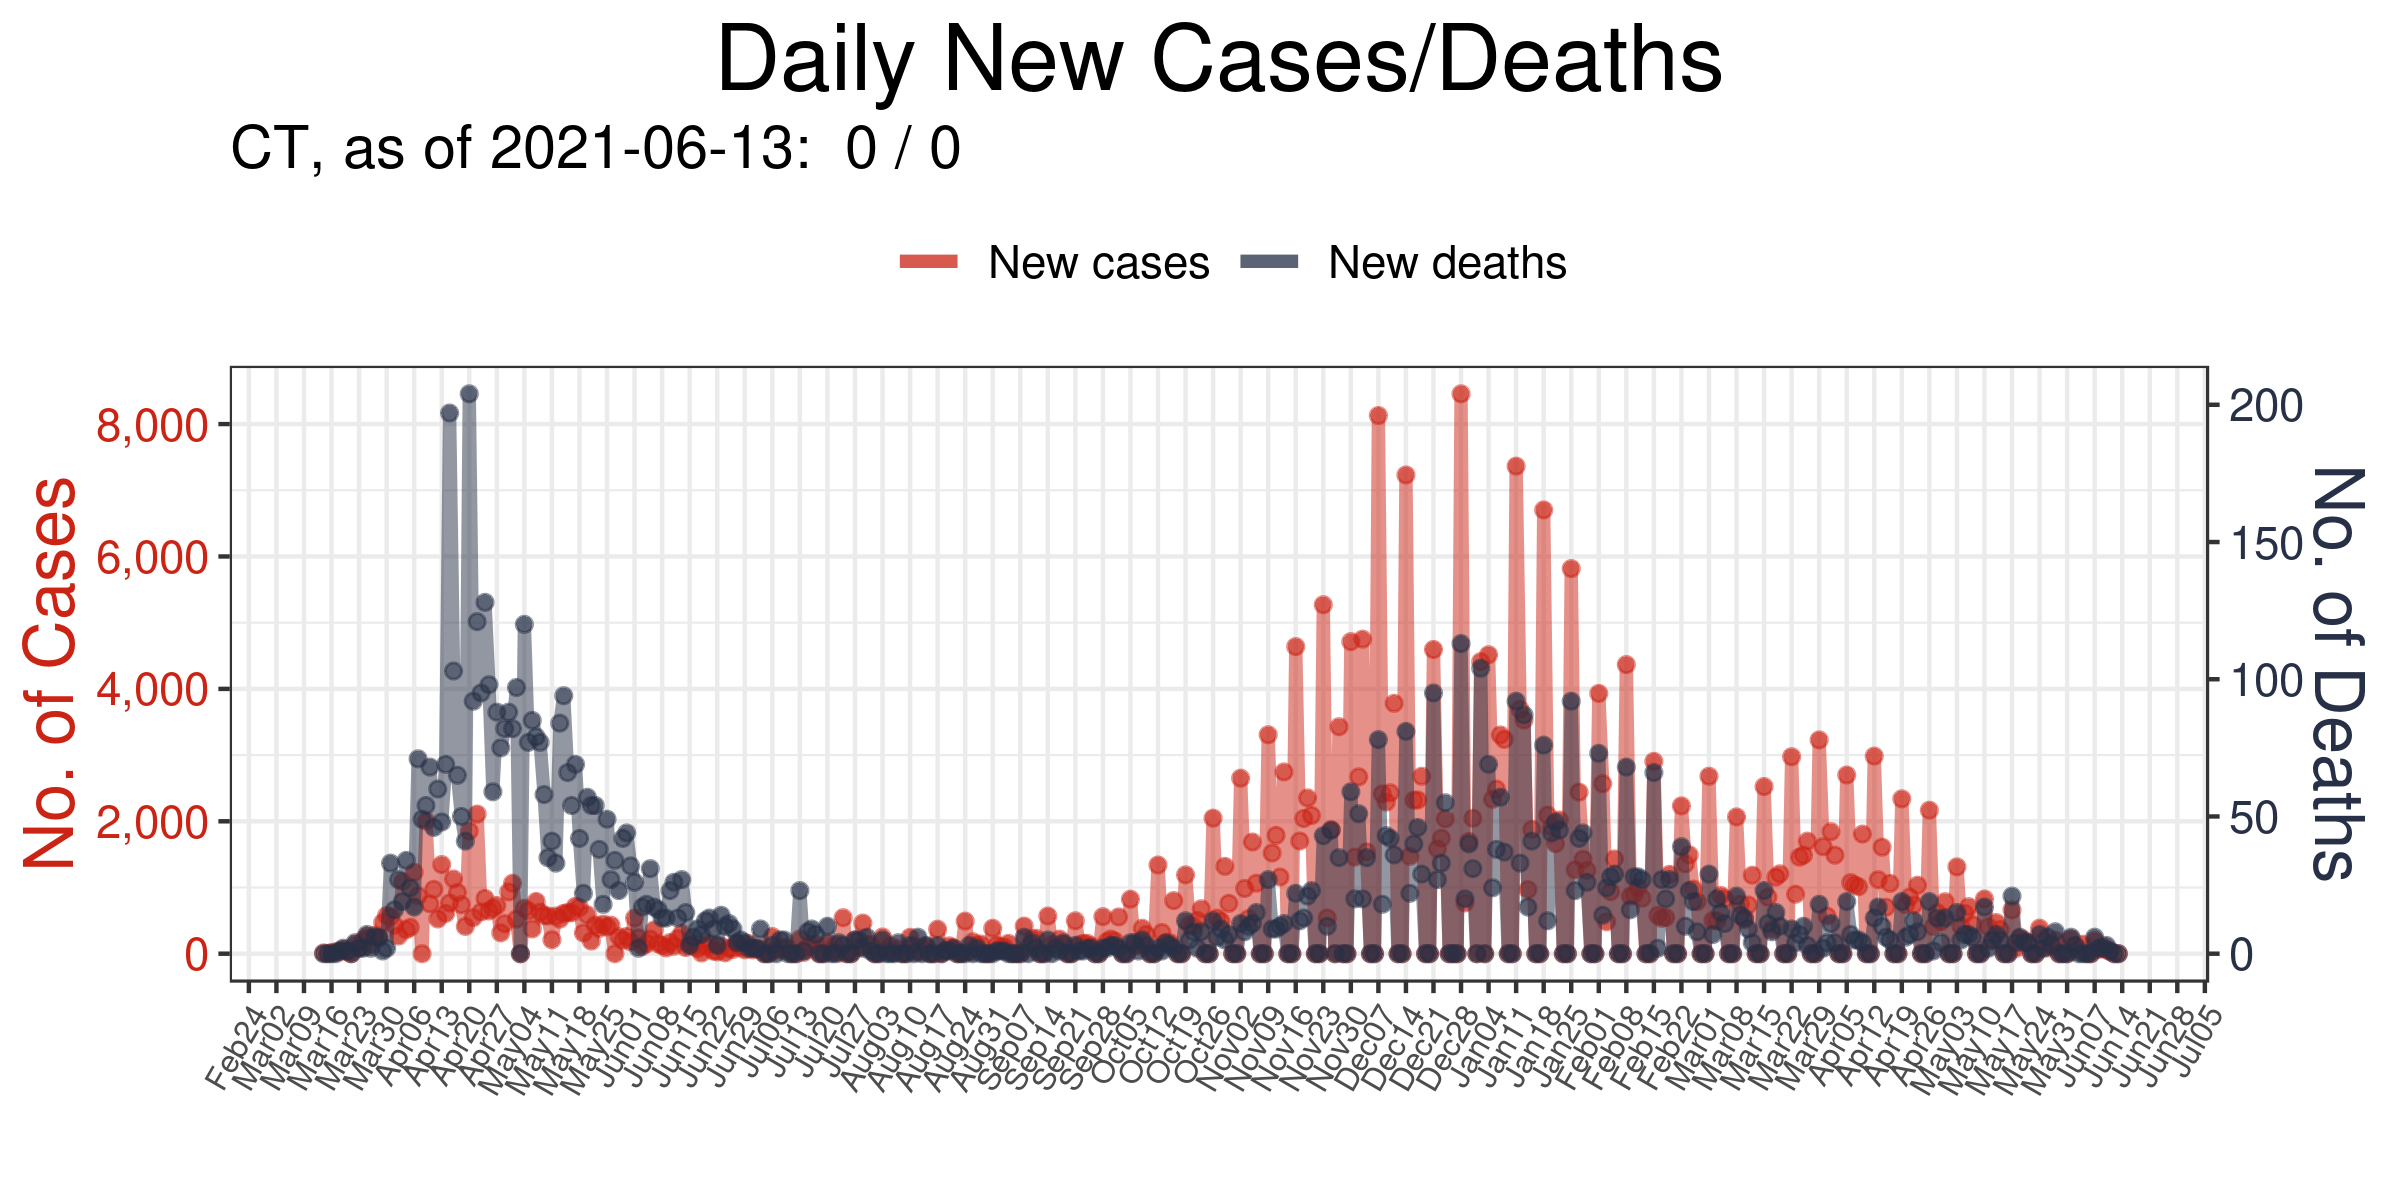 Daily New Cases/Deaths
CT, as of 2021-06-13:  0 / 0
New cases
New deaths
No. of Cases
8,000
6,000
4,000
2,000
0
200
150
100
50
0
No. of Deaths
Feb24
Mar02
Mar09
Mar16
Mar23
Mar30
Apr06
Apr13
Apr20
Apr27
May04
May11
May18
May25
Jun01
Jun08
Jun15
Jun22
Jun29
Jul06
Jul13
Jul20
Jul27
Aug03
Aug10
Aug17
Aug24
Aug31
Sep07
Sep14
Sep21
Sep28
Oct05
Oct12
Oct19
Oct26
Nov02
Nov09
Nov16
Nov23
Nov30
Dec07
Dec14
Dec21
Dec28
Jan04
Jan11
Jan18
Jan25
Feb01
Feb08
Feb15
Feb22
Mar01
Mar08
Mar15
Mar22
Mar29
Apr05
Apr12
Apr19
Apr26
May03
May10
May17
May24
May31
Jun07
Jun14
Jun21
Jun28
Jul05